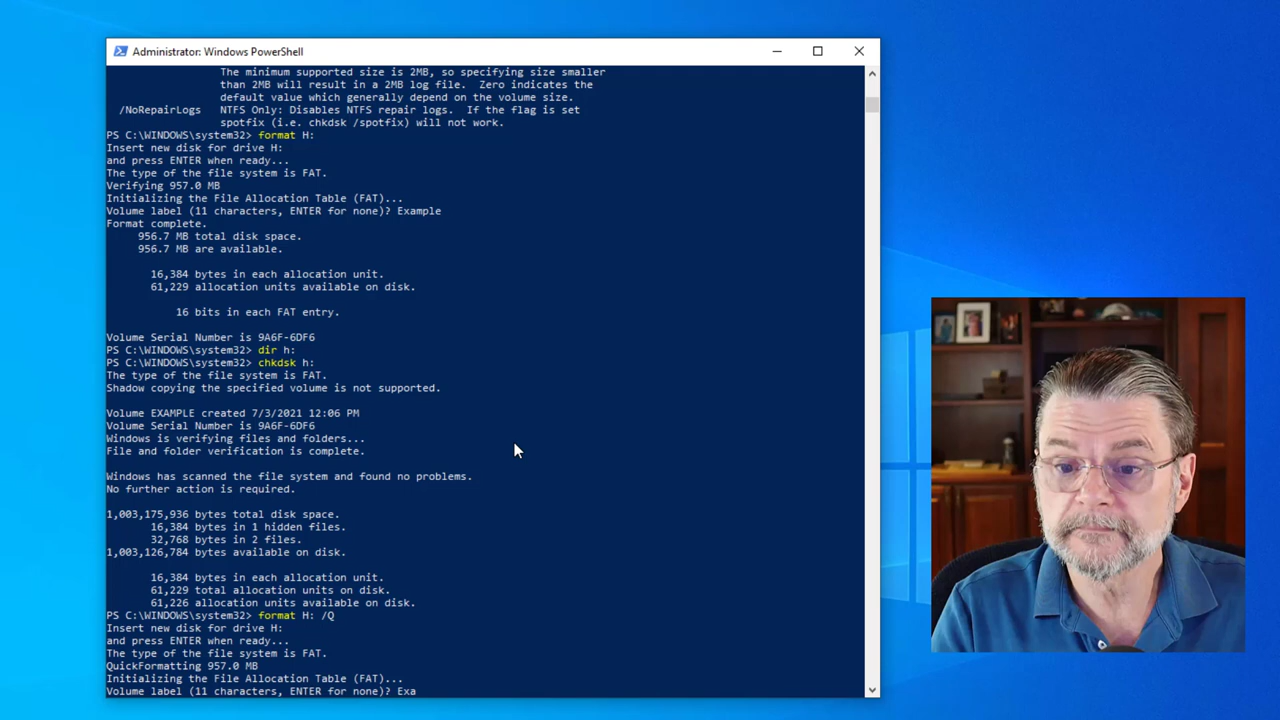 Administrator: Windows PowerShell
The minimum supported size is 2MB, so specifying size smaller
than 2MB will result in a 2MB log file.  Zero indicates the
default value which generally depend on the volume size.
/NoRepairLogs   NTFS Only: Disables NTFS repair logs.  If the flag is set
spotfix (i.e. chkdsk /spotfix) will not work.
PS C:\WINDOWS\system32> format H:
Insert new disk for drive H:
and press ENTER when ready...
The type of the file system is FAT.
Verifying 957.0 MB
Initializing the File Allocation Table (FAT)...
Volume label (11 characters, ENTER for none)? Example
Format complete.
956.7 MB total disk space.
956.7 MB are available.
16,384 bytes in each allocation unit.
61,229 allocation units available on disk.
16 bits in each FAT entry.
Volume Serial Number is 9A6F-6DF6
PS C:\WINDOWS\system32> dir h:
PS C:\WINDOWS\system32> chkdsk h:
The type of the file system is FAT.
Shadow copying the specified volume is not supported.
Volume EXAMPLE created 7/3/2021 12:06 PM
Volume Serial Number is 9A6F-6DF6
Windows is verifying files and folders...
File and folder verification is complete.
Windows has scanned the file system and found no problems.
No further action is required.
1,003,175,936 bytes total disk space.
16,384 bytes in 1 hidden files.
32,768 bytes in 2 files.
1,003,126,784 bytes available on disk.
16,384 bytes in each allocation unit.
61,229 total allocation units on disk.
61,226 allocation units available on disk.
PS C:\WINDOWS\system32> format H: /Q
Insert new disk for drive H:
and press ENTER when ready...
The type of the file system is FAT.
QuickFormatting 957.0 MB
Initializing the File Allocation Table (FAT)...
Volume label (11 characters, ENTER for none)? Exa